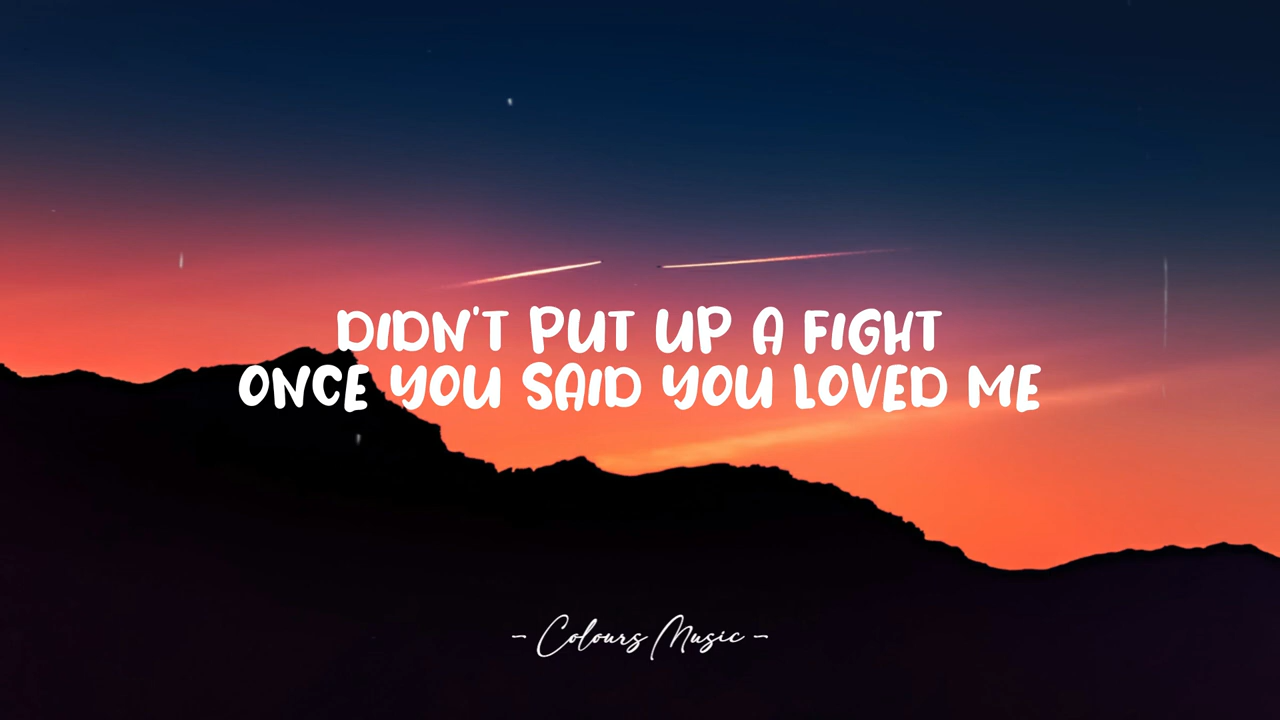 DIDN'T PUT UP A FIGHT
ONCE YOU SAID YOU LOVED ME
- Colours Music -